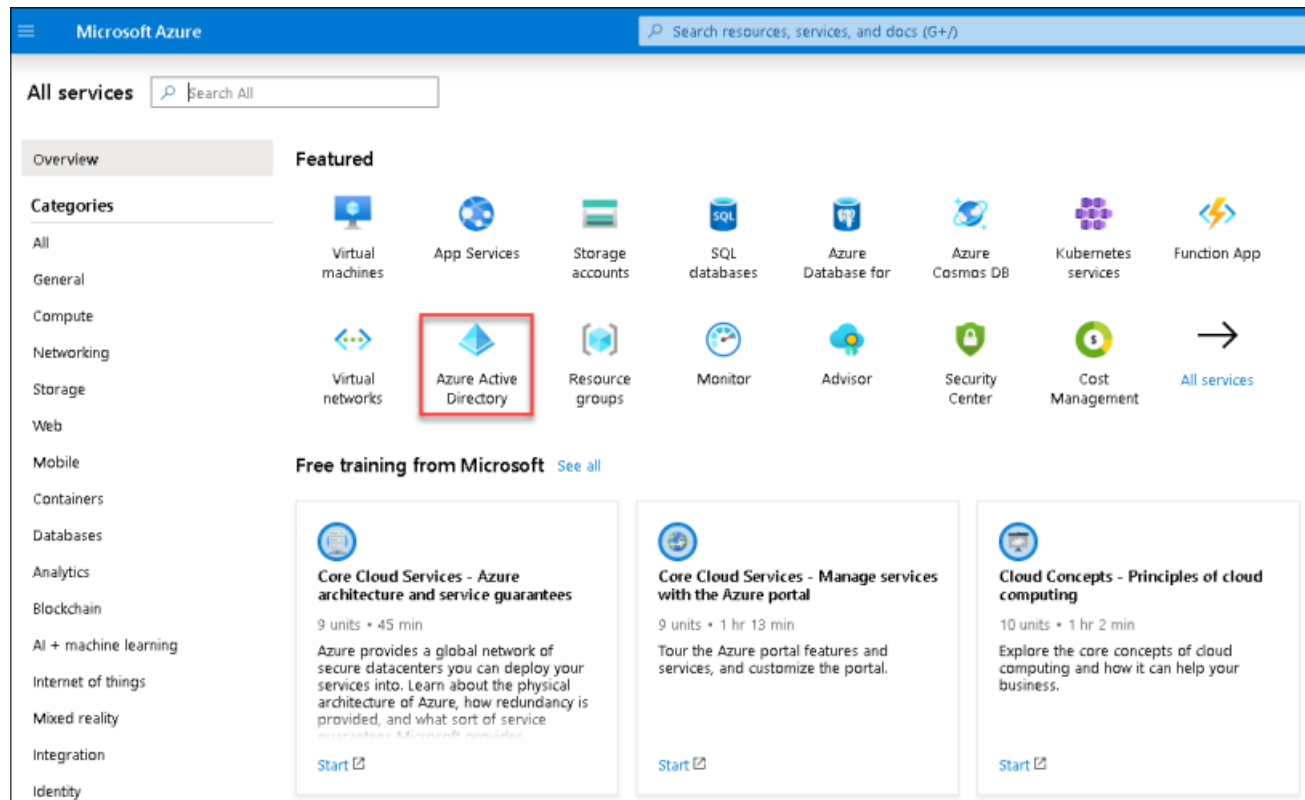 Microsoft Azure
Search resources, services, and docs (G+/)
All services
Search All
Overview
Categories
All
General
Compute
Networking
Storage
Web
Mobile
Containers
Databases
Analytics
Blockchain
AI + machine learning
Internet of things
Mixed reality
Integration
Identity
Featured
Virtual
machines
App Services
Storage
accounts
SQL
SQL
databases
Azure
Database for
Azure
Cosmos DB
Kubernetes
services
Function App
Virtual
networks
Azure Active
Directory
Resource
groups
Monitor
Advisor
Security
Center
$
Cost
Management
All services
Free training from Microsoft See all
Core Cloud Services - Azure
architecture and service guarantees
9 units • 45 min
Azure provides a global network of
secure datacenters you can deploy your
services into. Learn about the physical
architecture of Azure, how redundancy is
provided, and what sort of service
guarantees Microsoft provides
Start
Core Cloud Services - Manage services
with the Azure portal
9 units • 1 hr 13 min
Tour the Azure portal features and
services, and customize the portal.
Start
Cloud Concepts - Principles of cloud
computing
10 units • 1 hr 2 min
Explore the core concepts of cloud
computing and how it can help your
business.
Start